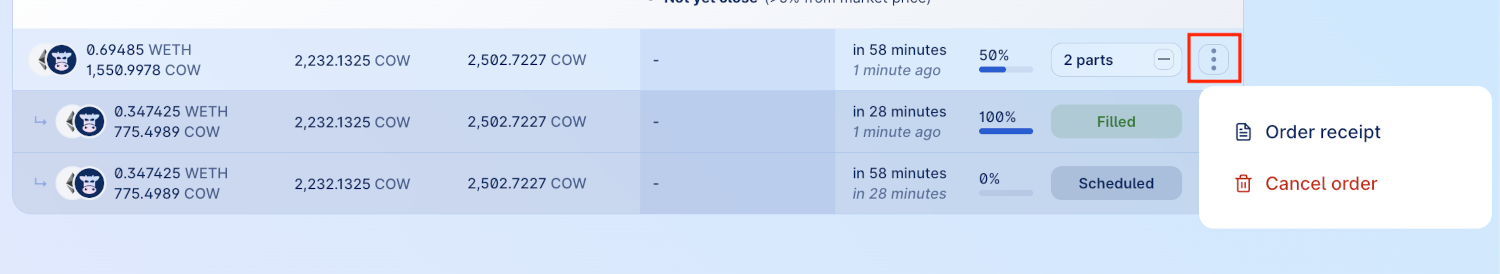 Not yet close (>5% from market price)
0.69485 WETH
1,550.9978 COW
2,232.1325 COW
2,502.7227 COW
-
in 58 minutes
1 minute ago
50%
2 parts
0.347425 WETH
775.4989 COW
2,232.1325 COW
2,502.7227 COW
-
in 28 minutes
1 minute ago
100%
Filled
0.347425 WETH
775.4989 COW
2,232.1325 COW
2,502.7227 COW
-
in 58 minutes
in 28 minutes
0%
Scheduled
Order receipt
Cancel order